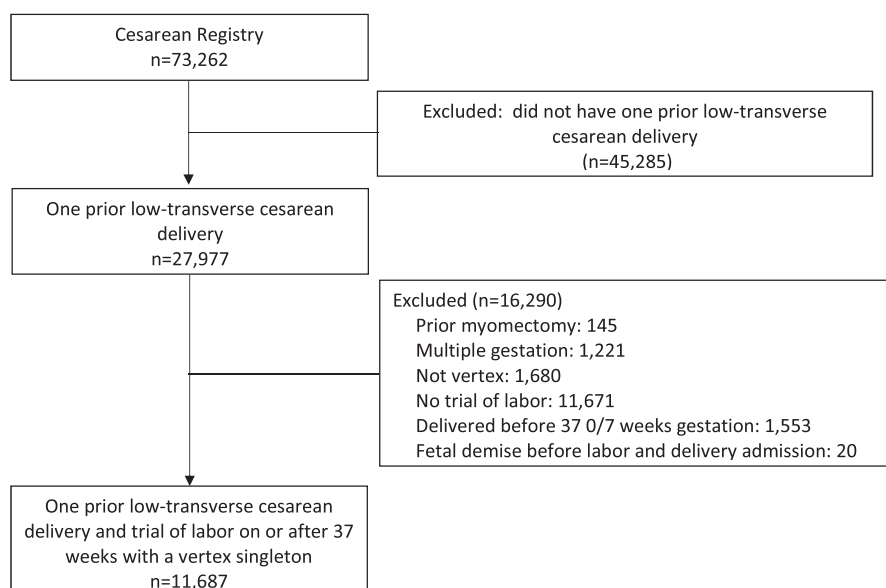 Cesarean Registry
n=73,262
Excluded:  did not have one prior low-transverse
cesarean delivery
(n=45,285)
One prior low-transverse cesarean
delivery
n=27,977
Excluded (n=16,290)
Prior myomectomy: 145
Multiple gestation: 1,221
Not vertex: 1,680
No trial of labor: 11,671
Delivered before 37 0/7 weeks gestation: 1,553
Fetal demise before labor and delivery admission: 20
One prior low-transverse cesarean
delivery and trial of labor on or after 37
weeks with a vertex singleton
n=11,687